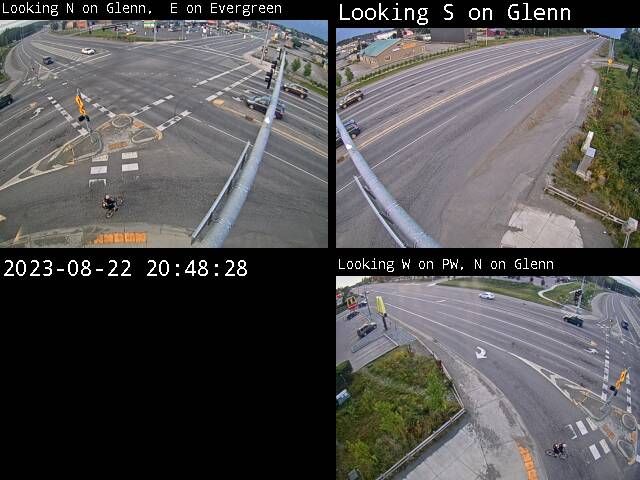 Looking N on Glenn,  E on Evergreen
Looking S on Glenn
2023-08-22 20:48:28
Looking W on PW, N on Glenn